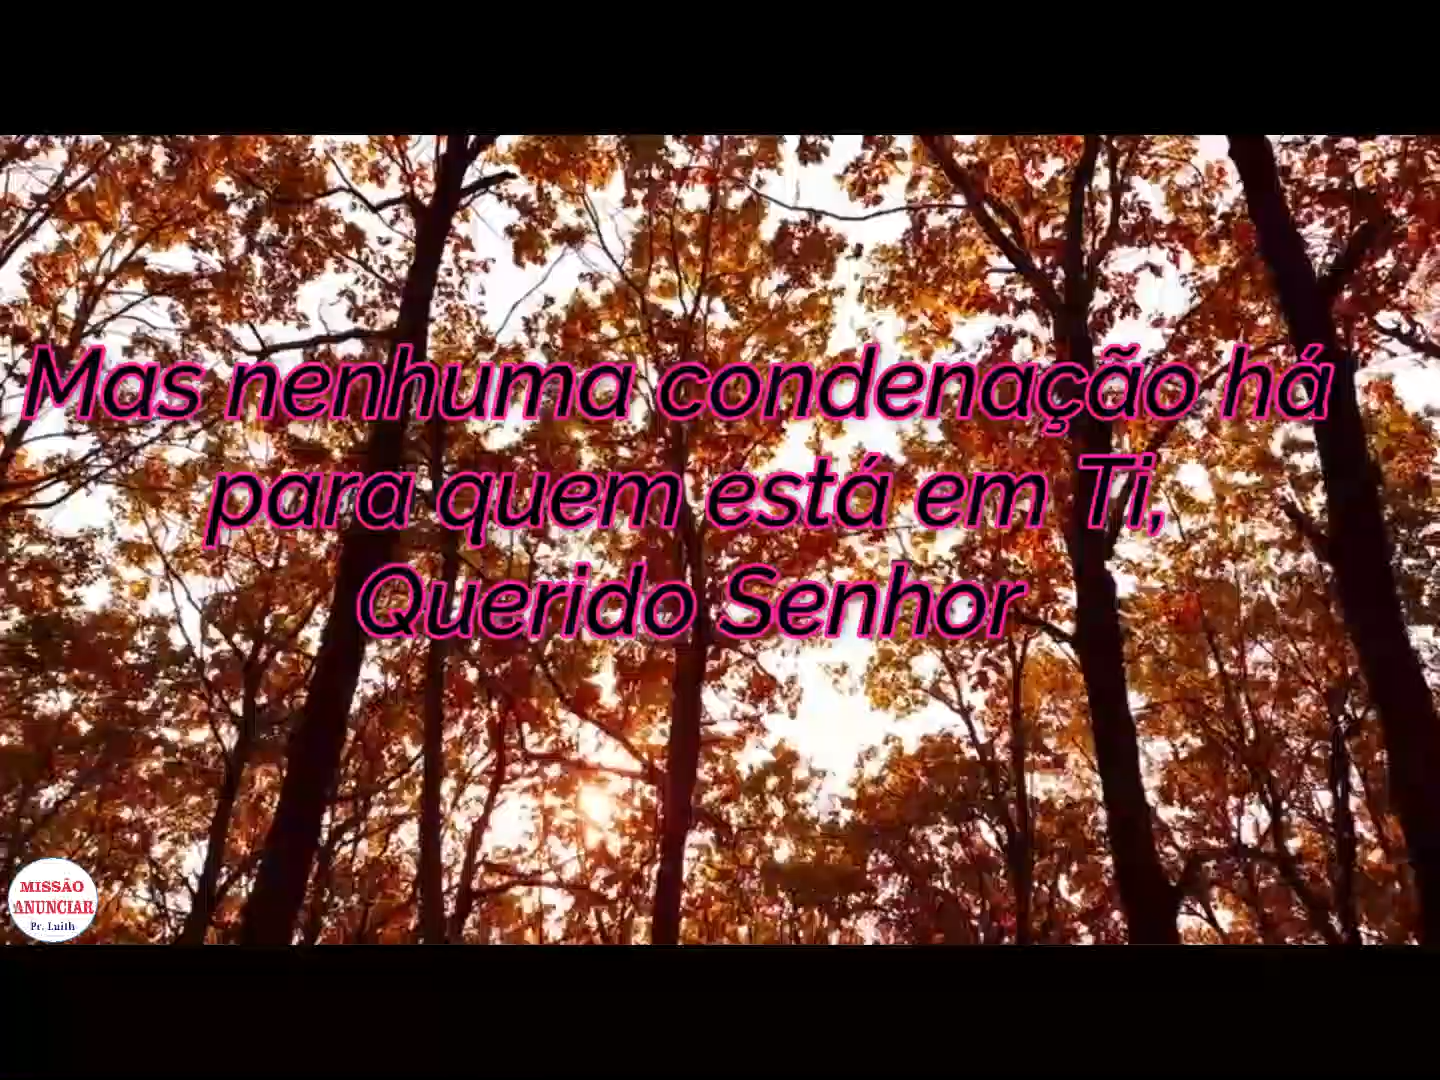 Mas nenhuma condenação há
para quem está em Ti,
Querido Senhor
MISSÃO
ANUNCIAR
Pr. Luith